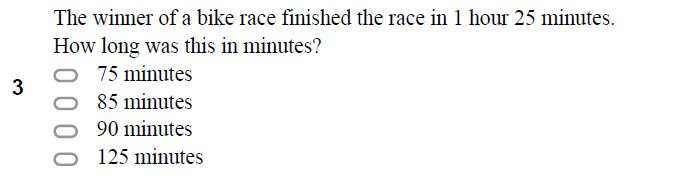 The winner of a bike race finished the race in 1 hour 25 minutes.
How long was this in minutes?
75 minutes
3
85 minutes
90 minutes
125 minutes